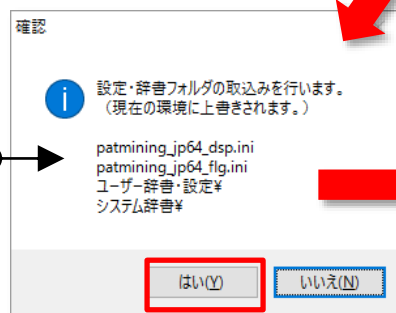 確認
設定・辞書フォルダの取込みを行います。
（現在の環境に上書きされます。）
patmining_jp64_dsp.ini
patmining_jp64_flg.ini
ユーザー辞書・設定¥
システム辞書¥
はい(Y)
いいえ(N)